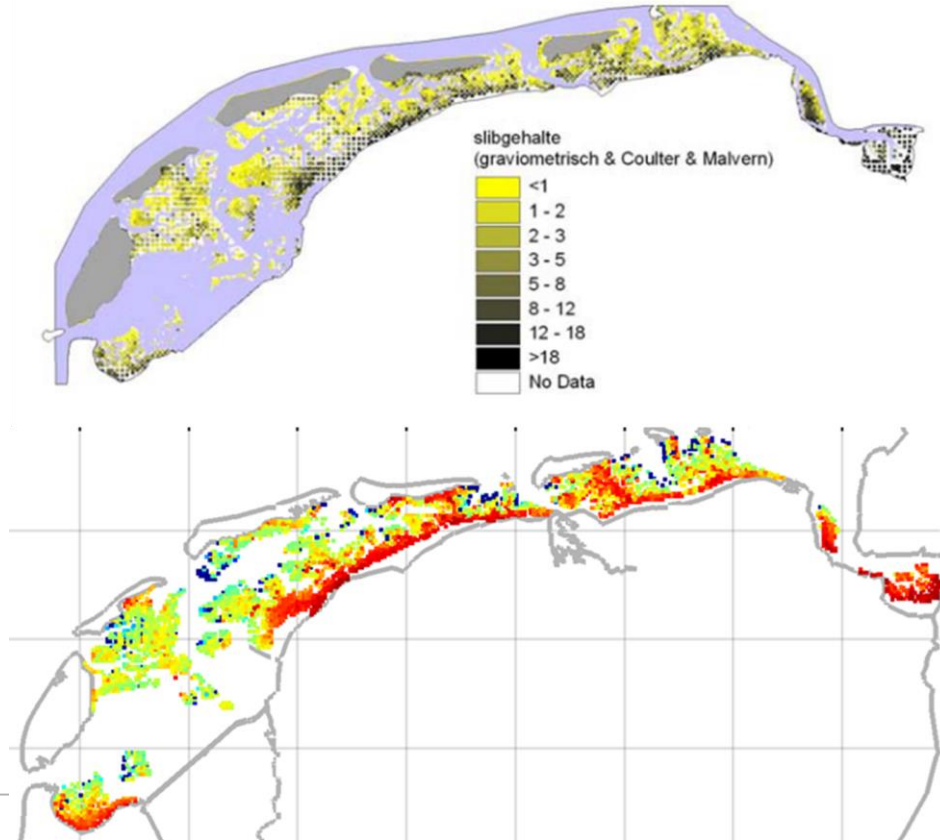 slibgehalte
(graviometrisch & Coulter & Malvern)
<1
1 - 2
2 - 3
3 - 5
5 - 8
8 - 12
12 - 18
>18
No Data